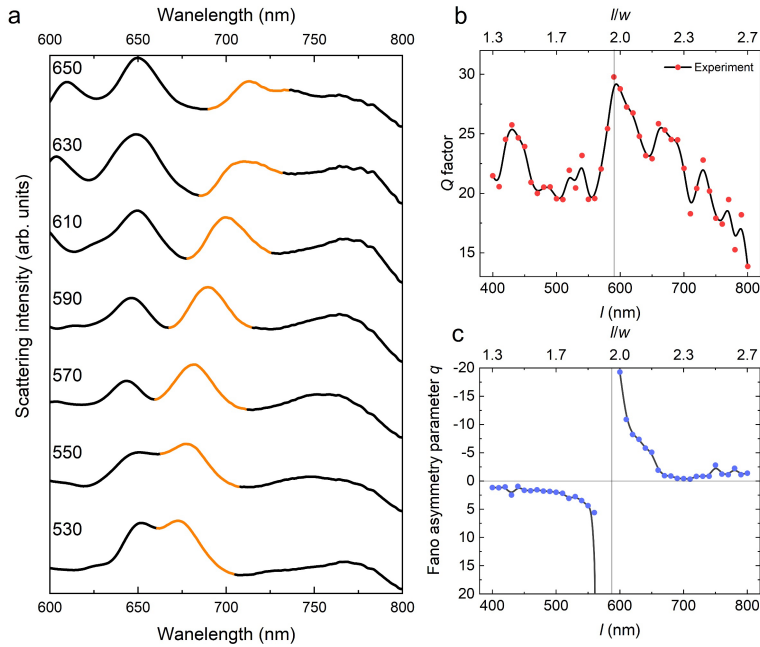 a
Wanelength (nm)
600 650 700 750 800
650
630
610
590
570
550
530
Scattering intensity (arb. units)
600 650 700 750 800
Wavelength (nm)
b
l/w
1.3 1.7 2.0 2.3 2.7
Experiment
30
25
20
15
Q factor
400 500 600 700 800
l (nm)
c
l/w
1.3 1.7 2.0 2.3 2.7
-20
-15
-10
-5
0
5
10
15
20
Fano asymmetry parameter q
400 500 600 700 800
l (nm)